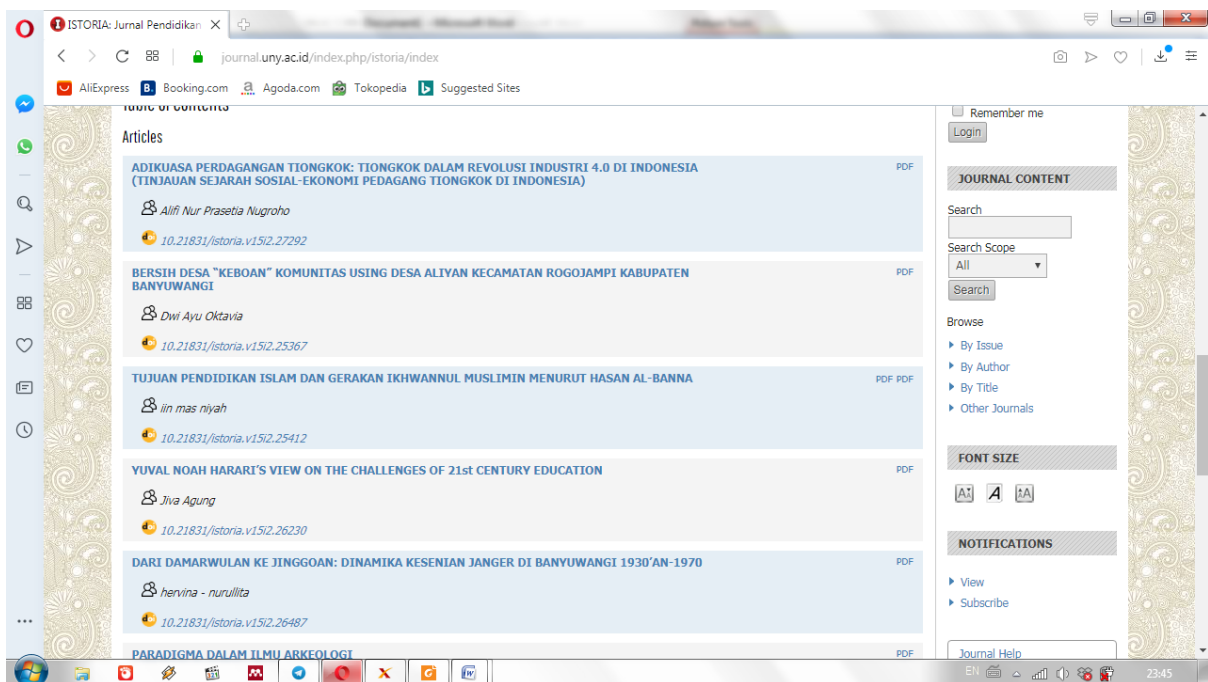 ISTORIA: Jurnal Pendidikan
journal.uny.ac.id/index.php/istoria/index
AliExpress
B. Booking.com
a Agoda.com
Tokopedia
Suggested Sites
Table of Contents
Articles
ADIKUASA PERDAGANGAN TIONGKOK: TIONGKOK DALAM REVOLUSI INDUSTRI 4.0 DI INDONESIA
(TINJAUAN SEJARAH SOSIAL-EKONOMI PEDAGANG TIONGKOK DI INDONESIA)
PDF
Alifi Nur Prasetia Nugroho
10.21831/istoria.v15i2.27292
BERSIH DESA “KEBOAN” KOMUNITAS USING DESA ALIYAN KECAMATAN ROGOJAMPI KABUPATEN
BANYUWANGI
PDF
Dwi Ayu Oktavia
10.21831/istoria.v15i2.25367
TUJUAN PENDIDIKAN ISLAM DAN GERAKAN IKHWANNUL MUSLIMIN MENURUT HASAN AL-BANNA
PDF PDF
iin mas niyah
10.21831/istoria.v15i2.25412
YUVAL NOAH HARARI’S VIEW ON THE CHALLENGES OF 21st CENTURY EDUCATION
PDF
Jiva Agung
10.21831/istoria.v15i2.26230
DARI DAMARWULAN KE JINGGOAN: DINAMIKA KESENIAN JANGER DI BANYUWANGI 1930’AN-1970
PDF
hervina - nurullita
10.21831/istoria.v15i2.26487
PARADIGMA DALAM ILMU ARKEOLOGI
PDF
Remember me
Login
JOURNAL CONTENT
Search
Search Scope
All
Search
Browse
By Issue
By Author
By Title
Other Journals
FONT SIZE
A A A
NOTIFICATIONS
View
Subscribe
Journal Help
EN
23:45